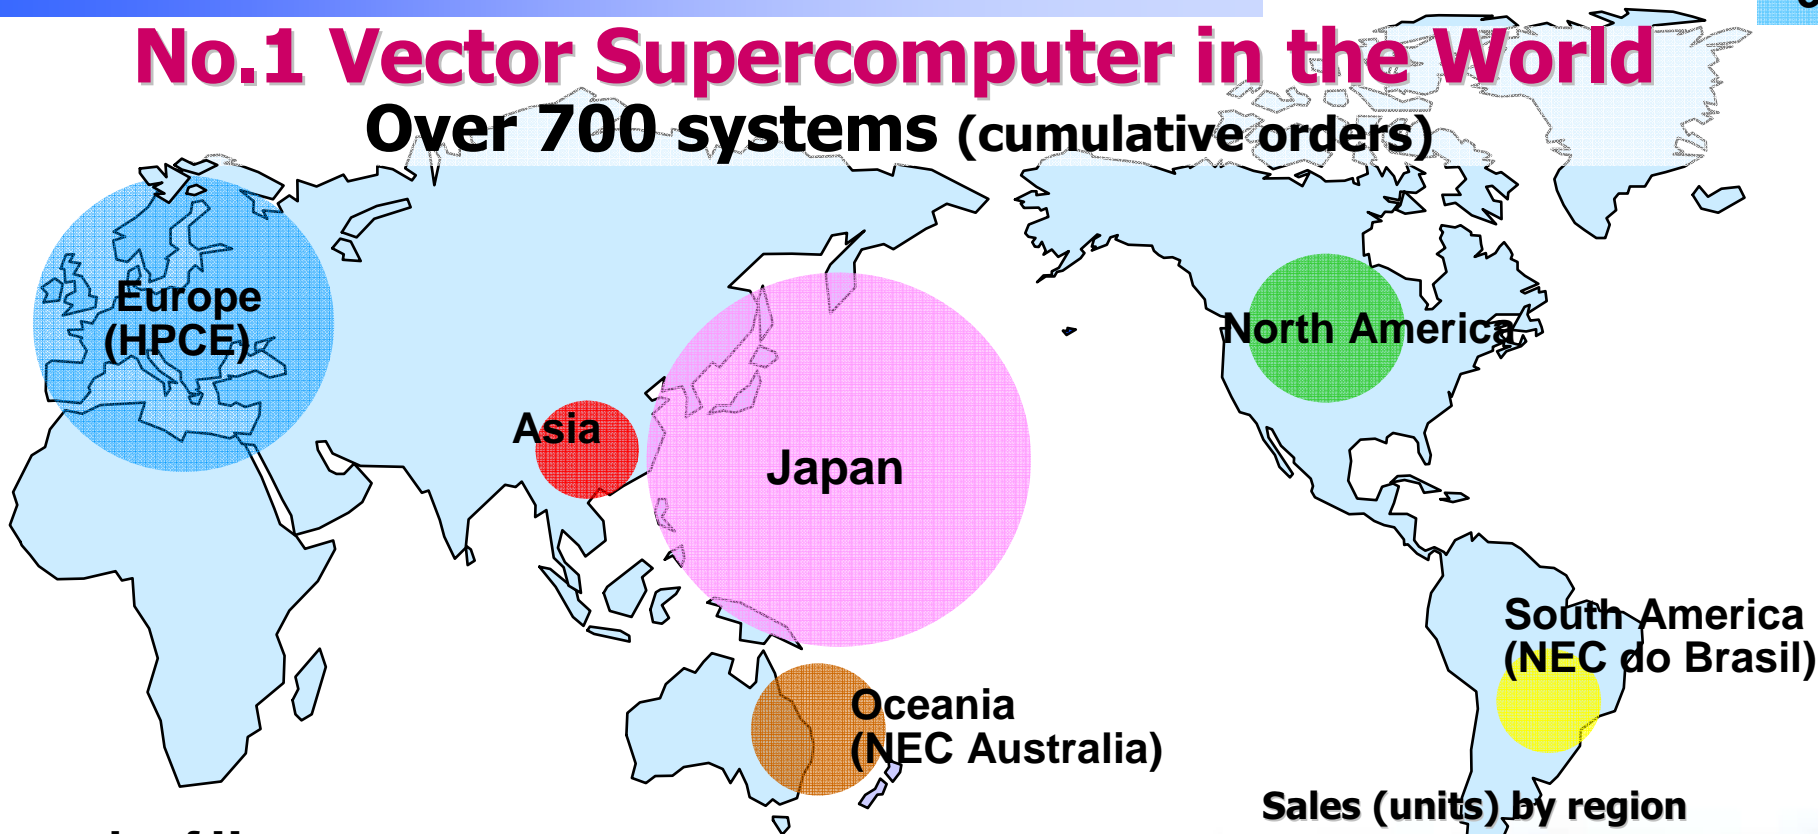 No.1 Vector Supercomputer in the World
Over 700 systems (cumulative orders)
Europe
(HPCE)
North America
Asia
Japan
South America
(NEC do Brasil)
Oceania
(NEC Australia)
Sales (units) by region